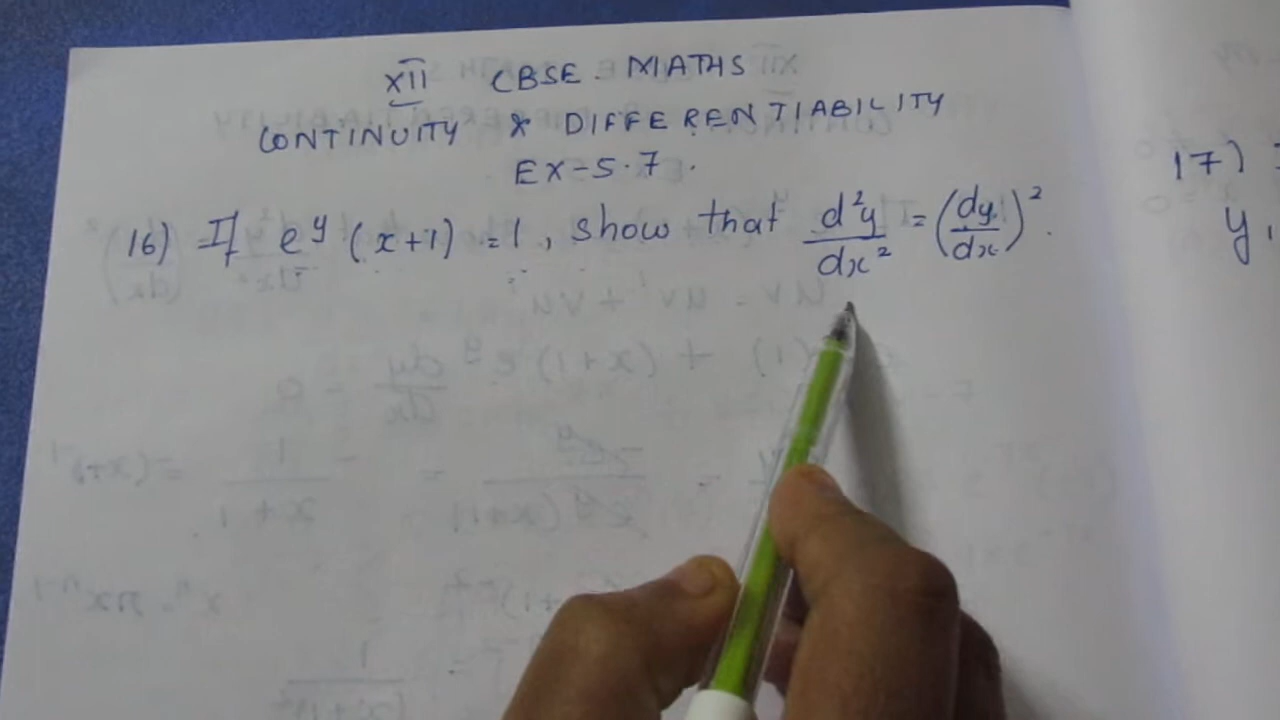 XII CBSE. MATHS
CONTINUITY & DIFFERENTIABILITY
EX-5.7.
16) If e^y (x+1) = 1, show that d²y/dx² = (dy/dx)².
17)
y,